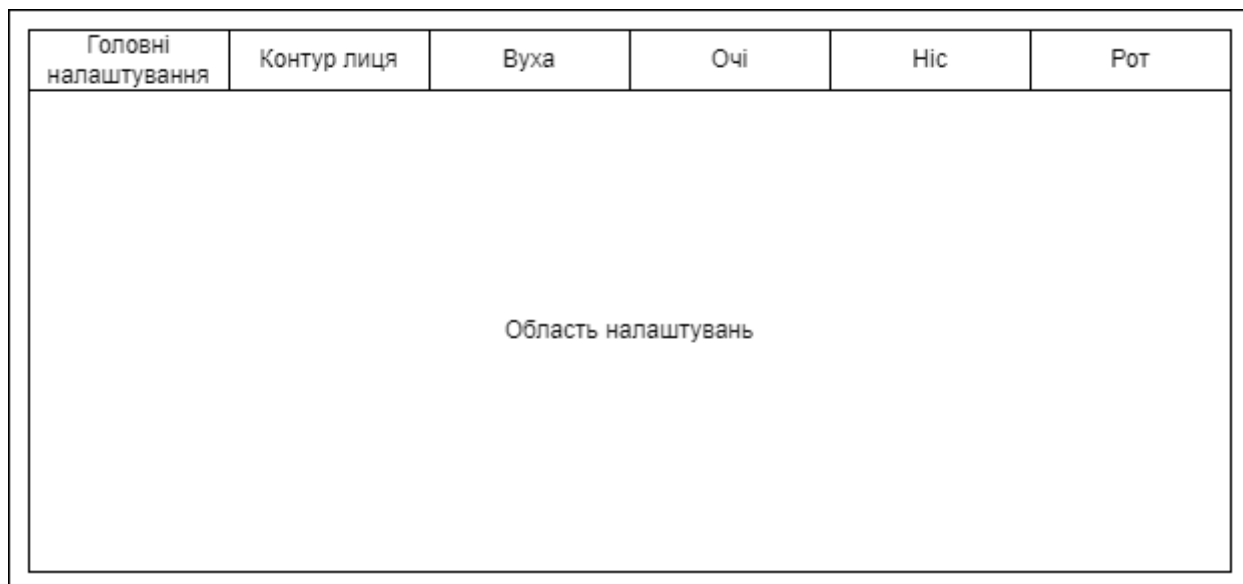 Головні
налаштування
Контур лиця
Вуха
Очі
Ніс
Рот
Область налаштувань